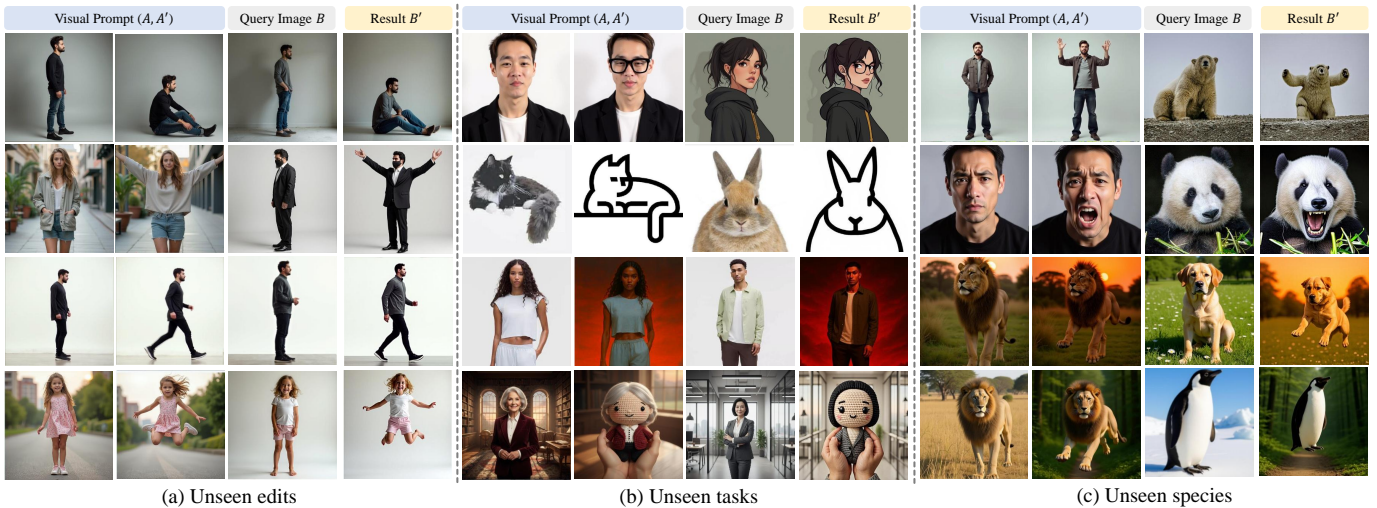 Visual Prompt (A, A′) Query Image B Result B′ Visual Prompt (A, A′) Query Image B Result B′ Visual Prompt (A, A′) Query Image B Result B′
(a) Unseen edits (b) Unseen tasks (c) Unseen species